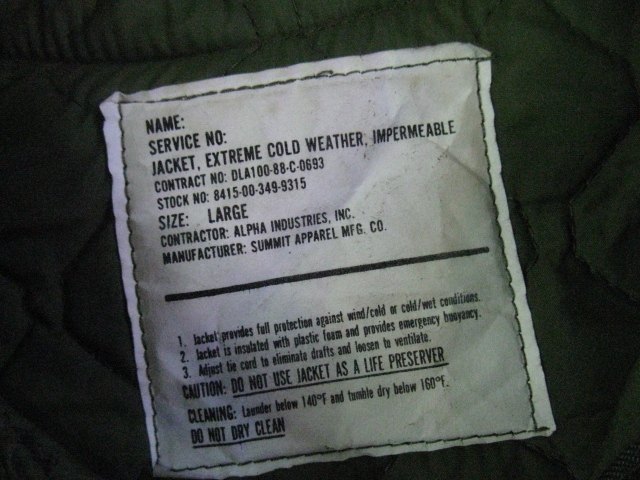 NAME:
SERVICE NO:
JACKET, EXTREME COLD WEATHER, IMPERMEABLE
CONTRACT NO: DLA100-88-C-0693
STOCK NO: 8415-00-349-9315
SIZE: LARGE
CONTRACTOR: ALPHA INDUSTRIES, INC.
MANUFACTURER: SUMMIT APPAREL MFG. CO.
1. Jacket provides full protection against wind/cold or cold/wet conditions.
2. Jacket is insulated with plastic foam and provides emergency buoyancy.
3. Adjust tie cord to eliminate drafts and loosen to ventilate.
CAUTION: DO NOT USE JACKET AS A LIFE PRESERVER
CLEANING: Launder below 140°F and tumble dry below 160°F.
DO NOT DRY CLEAN